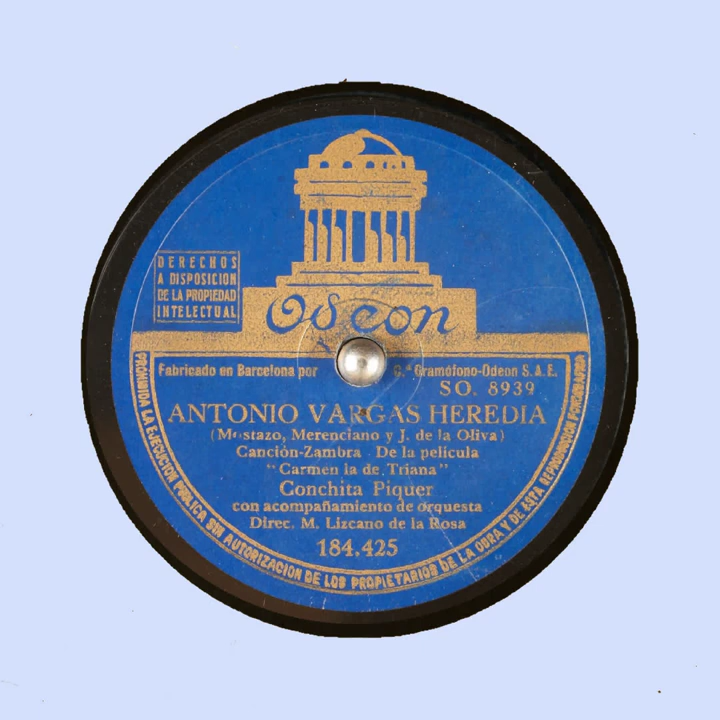 DERECHOS
A DISPOSICION
DE LA PROPIEDAD
INTELECTUAL
Odeon
Fabricado en Barcelona por C.ª Gramófono-Odeon S.A.E.
SO. 8939
ANTONIO VARGAS HEREDIA
(Mostazo, Merenciano y J. de la Oliva)
Canción-Zambra - De la película
"Carmen la de Triana"
Conchita Piquer
con acompañamiento de orquesta
Direc. M. Lizcano de la Rosa
184.425
PROHIBIDA LA EJECUCION PUBLICA SIN AUTORIZACION DE LOS PROPIETARIOS DE LA OBRA Y DE ESTA REPRODUCCION FONOGRAFICA